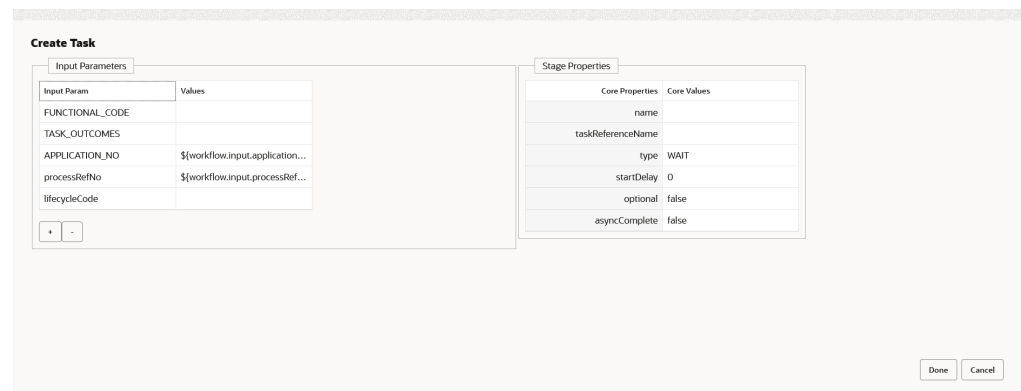 Create Task
Input Parameters
Input Param Values
FUNCTIONAL_CODE
TASK_OUTCOMES
APPLICATION_NO ${workflow.input.application...
processRefNo ${workflow.input.processRef...
lifecycleCode
+ -
Stage Properties
Core Properties Core Values
name
taskReferenceName
type WAIT
startDelay 0
optional false
asyncComplete false
Done Cancel